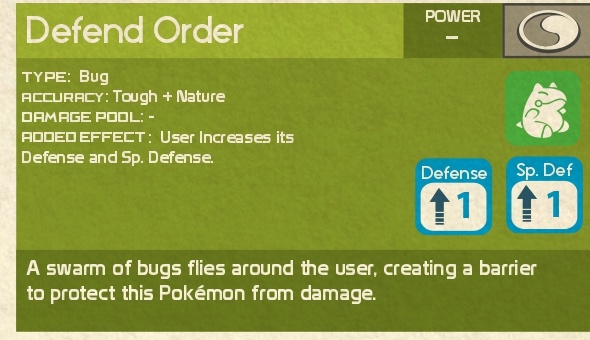 Defend Order
POWER
–
TYPE: Bug
ACCURACY: Tough + Nature
DAMAGE POOL: -
ADDED EFFECT: User Increases its
Defense and Sp. Defense.
Defense
1
Sp. Def
1
A swarm of bugs flies around the user, creating a barrier
to protect this Pokémon from damage.